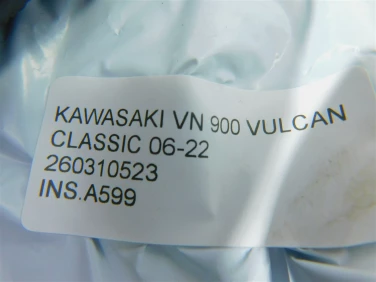 KAWASAKI VN 900 VULCAN
CLASSIC 06-22
260310523
INS.A599